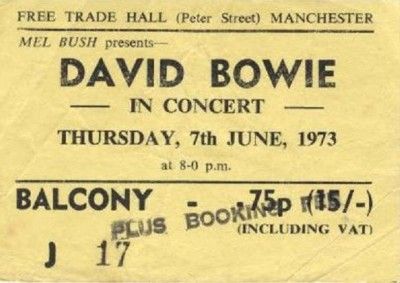 FREE TRADE HALL (Peter Street) MANCHESTER
MEL BUSH presents—
DAVID BOWIE
— IN CONCERT —
THURSDAY, 7th JUNE, 1973
at 8-0 p.m.
BALCONY - 75p (15/-)
PLUS BOOKING FEE
(INCLUDING VAT)
J 17